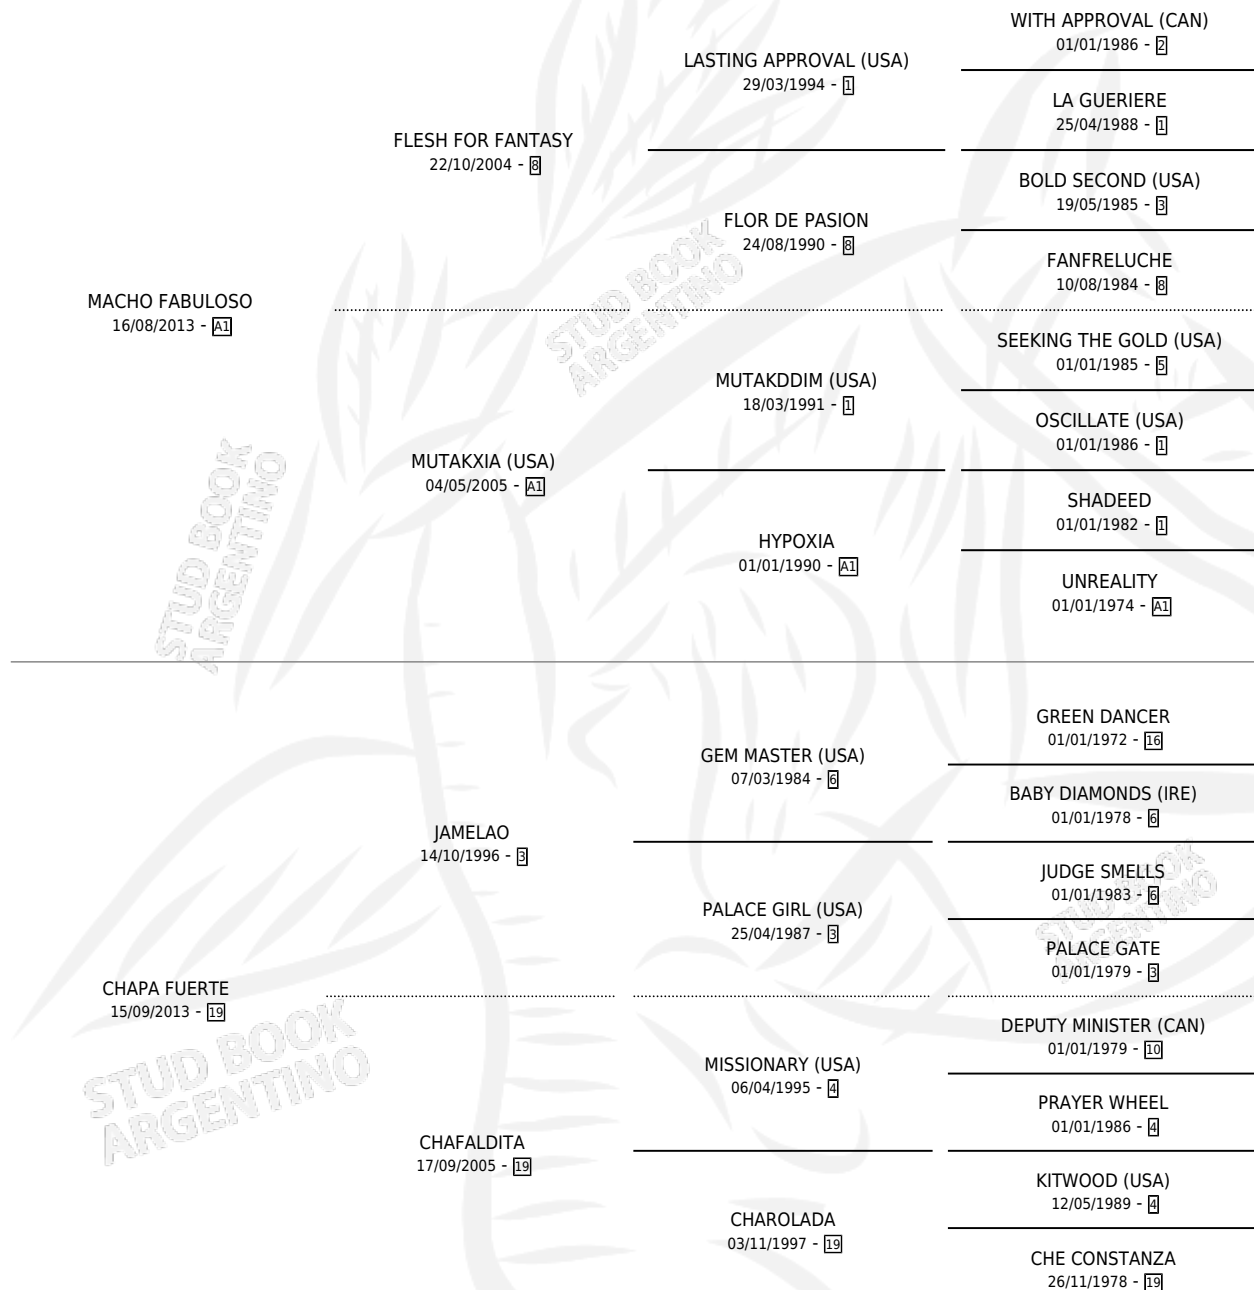 WITH APPROVAL (CAN)
01/01/1986 - 2
LASTING APPROVAL (USA)
29/03/1994 - 1
LA GUERIERE
25/04/1988 - 1
FLESH FOR FANTASY
22/10/2004 - 8
BOLD SECOND (USA)
19/05/1985 - 3
FLOR DE PASION
24/08/1990 - 8
FANFRELUCHE
10/08/1984 - 8
MACHO FABULOSO
16/08/2013 - A1
SEEKING THE GOLD (USA)
01/01/1985 - 5
MUTAKDDIM (USA)
18/03/1991 - 1
OSCILLATE (USA)
01/01/1986 - 1
MUTAKXIA (USA)
04/05/2005 - A1
SHADEED
01/01/1982 - 1
HYPOXIA
01/01/1990 - A1
UNREALITY
01/01/1974 - A1
GREEN DANCER
01/01/1972 - 16
GEM MASTER (USA)
07/03/1984 - 6
BABY DIAMONDS (IRE)
01/01/1978 - 6
JAMELAO
14/10/1996 - 3
JUDGE SMELLS
01/01/1983 - 6
PALACE GIRL (USA)
25/04/1987 - 3
PALACE GATE
01/01/1979 - 3
CHAPA FUERTE
15/09/2013 - 19
DEPUTY MINISTER (CAN)
01/01/1979 - 10
MISSIONARY (USA)
06/04/1995 - 4
PRAYER WHEEL
01/01/1986 - 4
CHAFALDITA
17/09/2005 - 19
KITWOOD (USA)
12/05/1989 - 4
CHAROLADA
03/11/1997 - 19
CHE CONSTANZA
26/11/1978 - 19
STUD BOOK
ARGENTINO
STUD BOOK
ARGENTINO
STUD BOOK
ARGENTINO
STUD BOOK
ARGENTINO